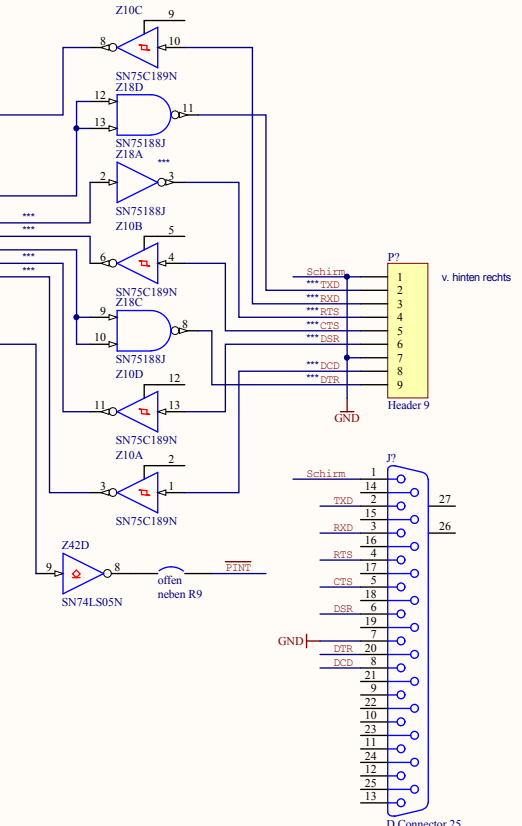 Z10C
9
8
10
SN75C189N
Z18D
12
11
13
SN75188J
Z18A
***
2
3
SN75188J
***
***
Z10B
5
6
4
***
***
SN75C189N
Z18C
9
8
10
SN75188J
Z10D
12
11
13
SN75C189N
Z10A
2
3
1
SN75C189N
P?
Schirm
1
v. hinten rechts
***TXD
2
***RXD
3
***RTS
4
***CTS
5
***DSR
6
7
***DCD
8
***DTR
9
Header 9
GND
J?
Schirm
1
14
TXD
2
27
15
RXD
3
26
16
RTS
4
17
CTS
5
18
DSR
6
19
GND
7
DTR
20
DCD
8
21
9
22
10
23
11
24
12
25
13
D Connector 25
Z42D
9
8
PINT
offen
neben R9
SN74LS05N